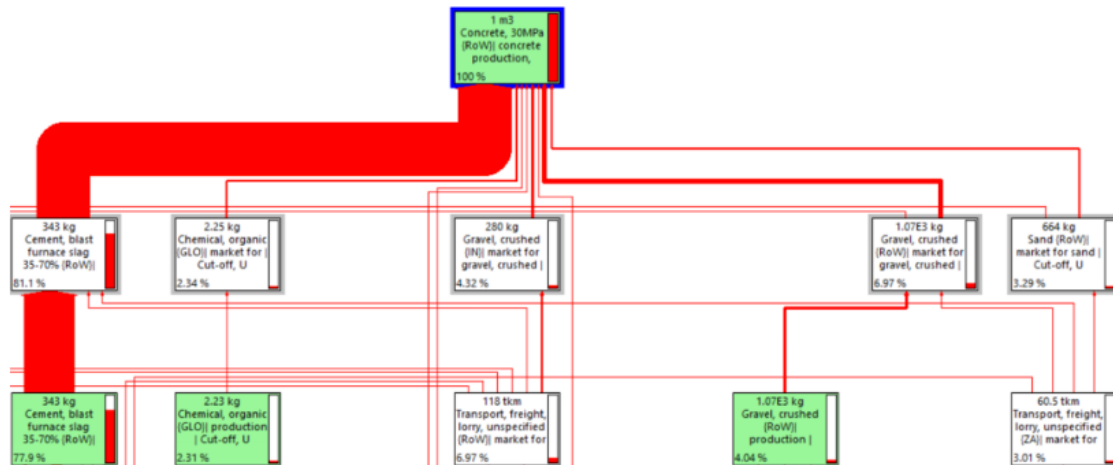 1 m3
Concrete, 30MPa
{RoW}| concrete
production,
100 %
343 kg
Cement, blast
furnace slag
35-70% {RoW}|
81.1 %
2.25 kg
Chemical, organic
{GLO}| market for |
Cut-off, U
2.34 %
280 kg
Gravel, crushed
{IN}| market for
gravel, crushed |
4.32 %
1.07E3 kg
Gravel, crushed
{RoW}| market for
gravel, crushed |
6.97 %
664 kg
Sand {RoW}|
market for sand |
Cut-off, U
3.29 %
343 kg
Cement, blast
furnace slag
35-70% {RoW}|
77.9 %
2.23 kg
Chemical, organic
{GLO}| production
| Cut-off, U
2.31 %
118 tkm
Transport, freight,
lorry, unspecified
{RoW}| market for
6.97 %
1.07E3 kg
Gravel, crushed
{RoW}|
production |
4.04 %
60.5 tkm
Transport, freight,
lorry, unspecified
{ZA}| market for
3.01 %